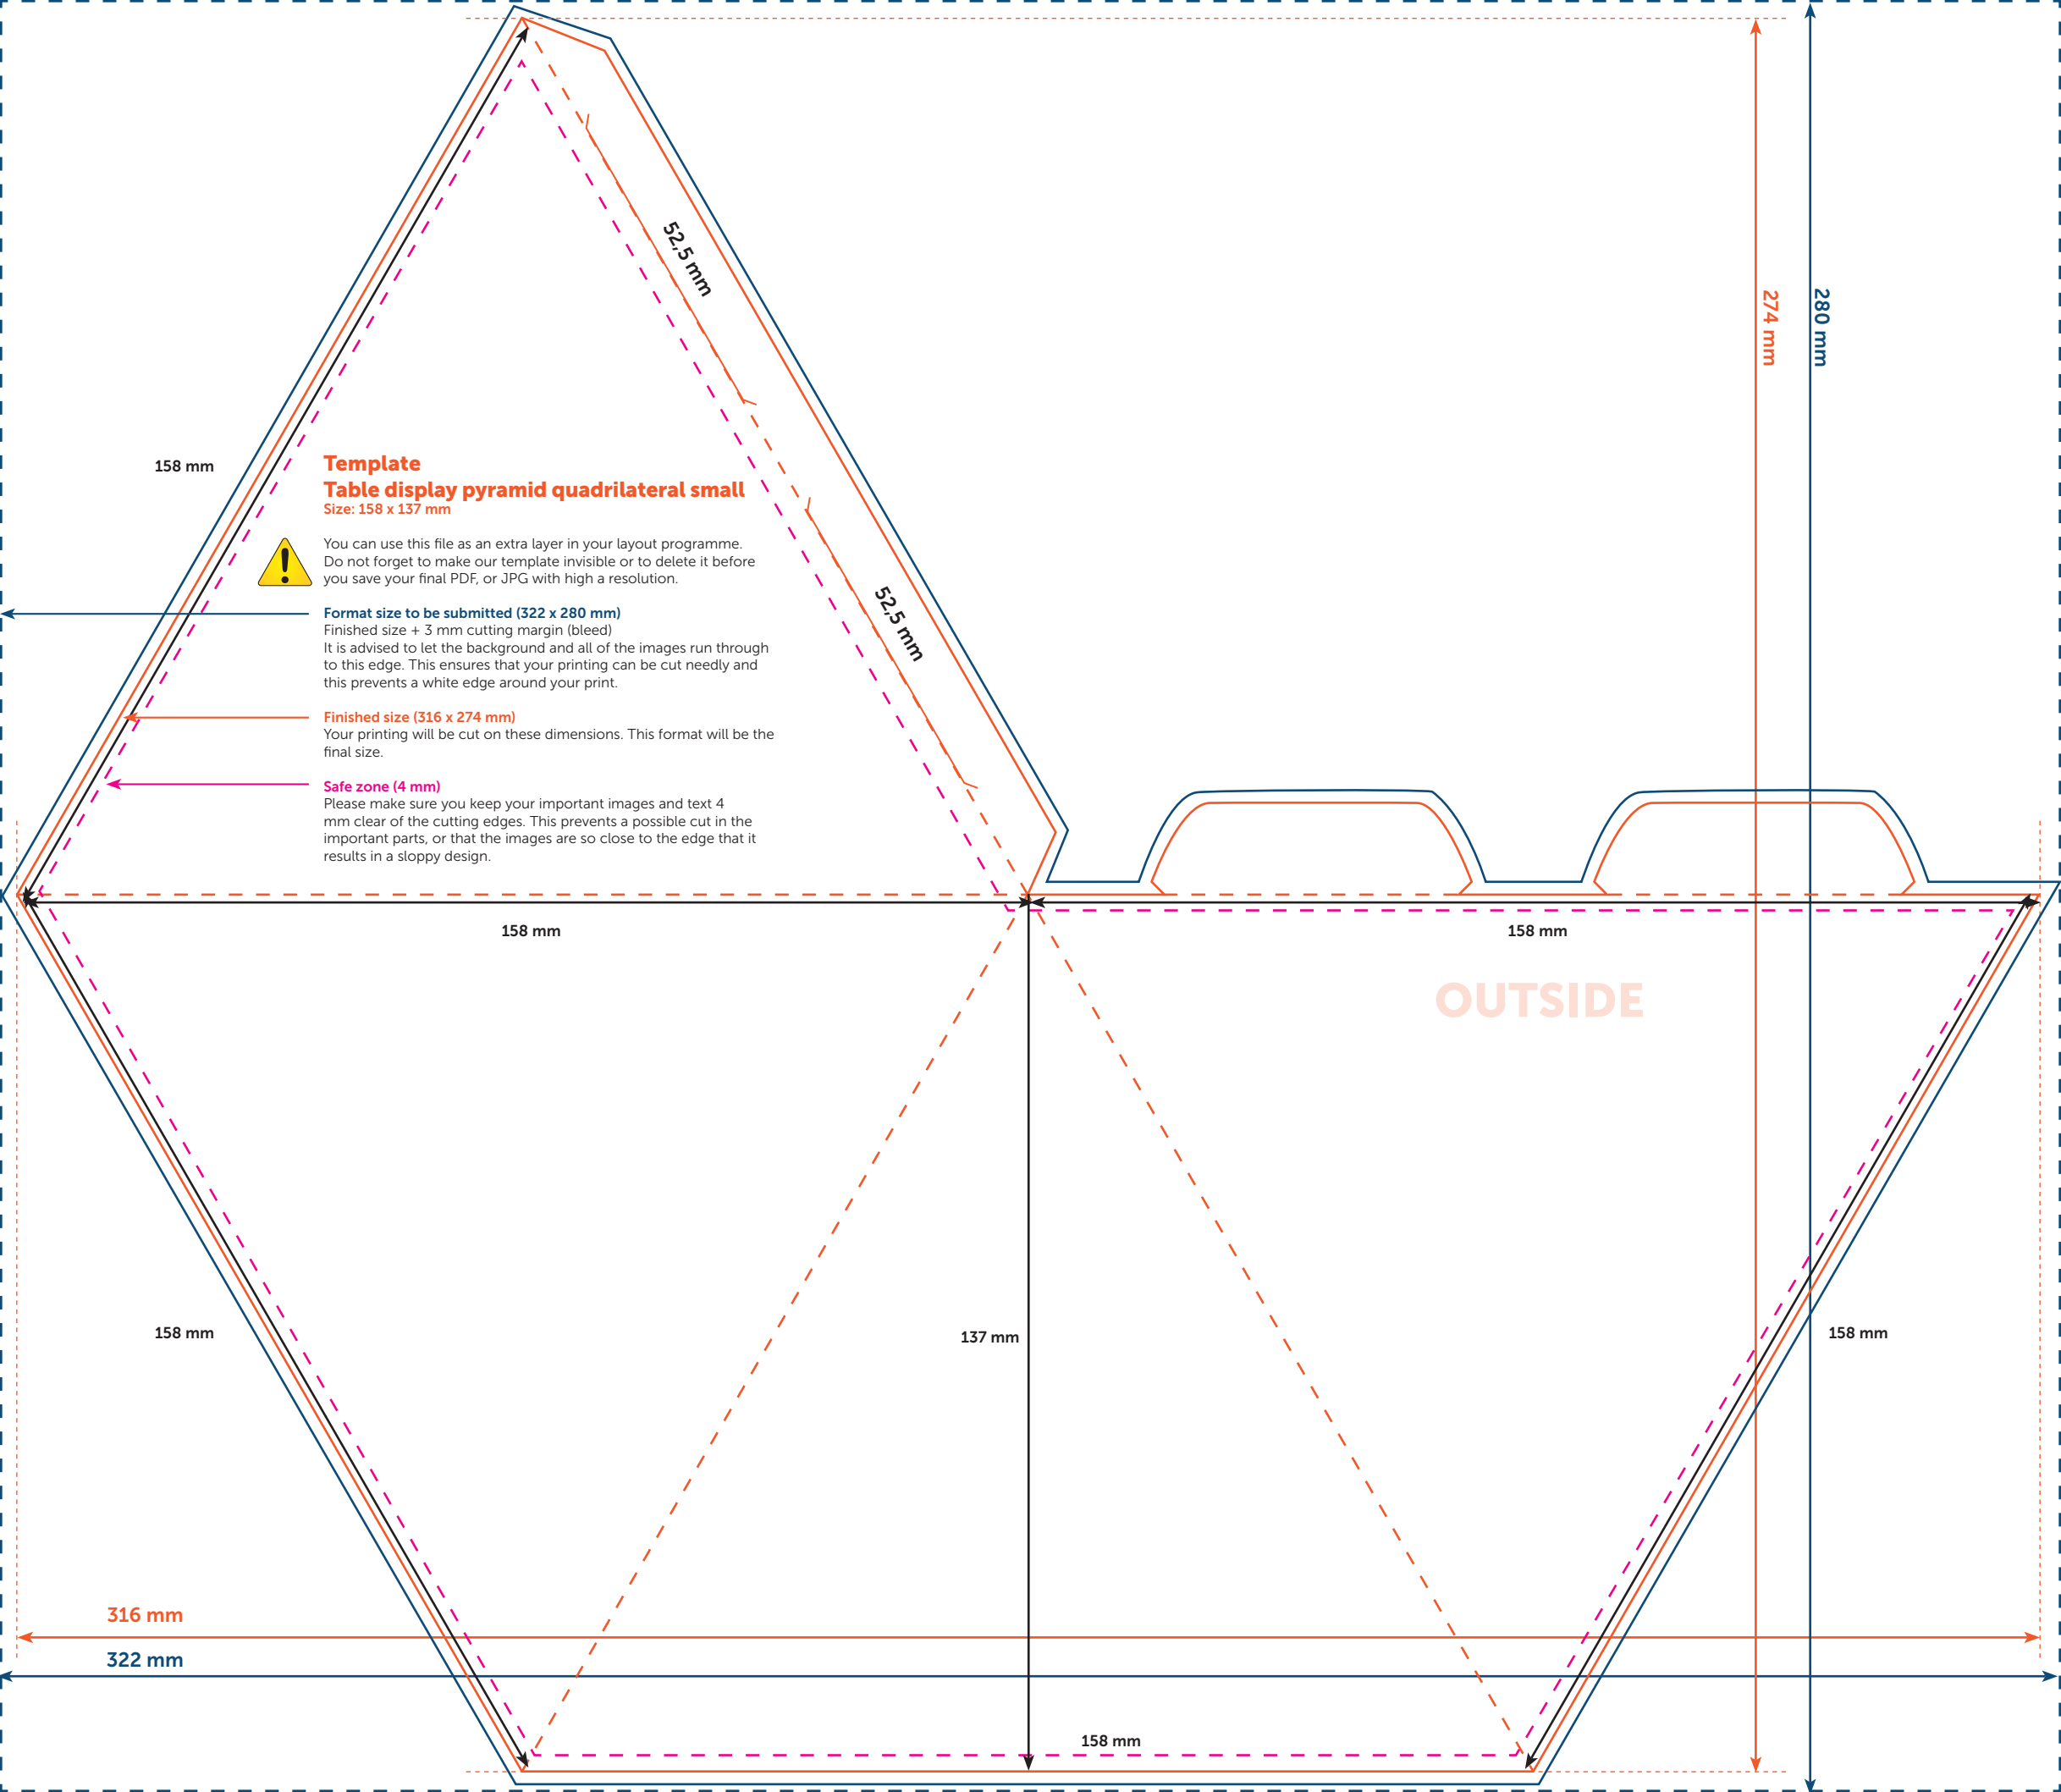 274 mm
280 mm
52,5 mm
158 mm
Template
Table display pyramid quadrilateral small
Size: 158 x 137 mm
You can use this file as an extra layer in your layout programme.
Do not forget to make our template invisible or to delete it before
you save your final PDF, or JPG with high a resolution.
52,5 mm
Format size to be submitted (322 x 280 mm)
Finished size + 3 mm cutting margin (bleed)
It is advised to let the background and all of the images run through
to this edge. This ensures that your printing can be cut needly and
this prevents a white edge around your print.
Finished size (316 x 274 mm)
Your printing will be cut on these dimensions. This format will be the
final size.
Safe zone (4 mm)
Please make sure you keep your important images and text 4
mm clear of the cutting edges. This prevents a possible cut in the
important parts, or that the images are so close to the edge that it
results in a sloppy design.
158 mm
158 mm
OUTSIDE
158 mm
137 mm
158 mm
316 mm
322 mm
158 mm